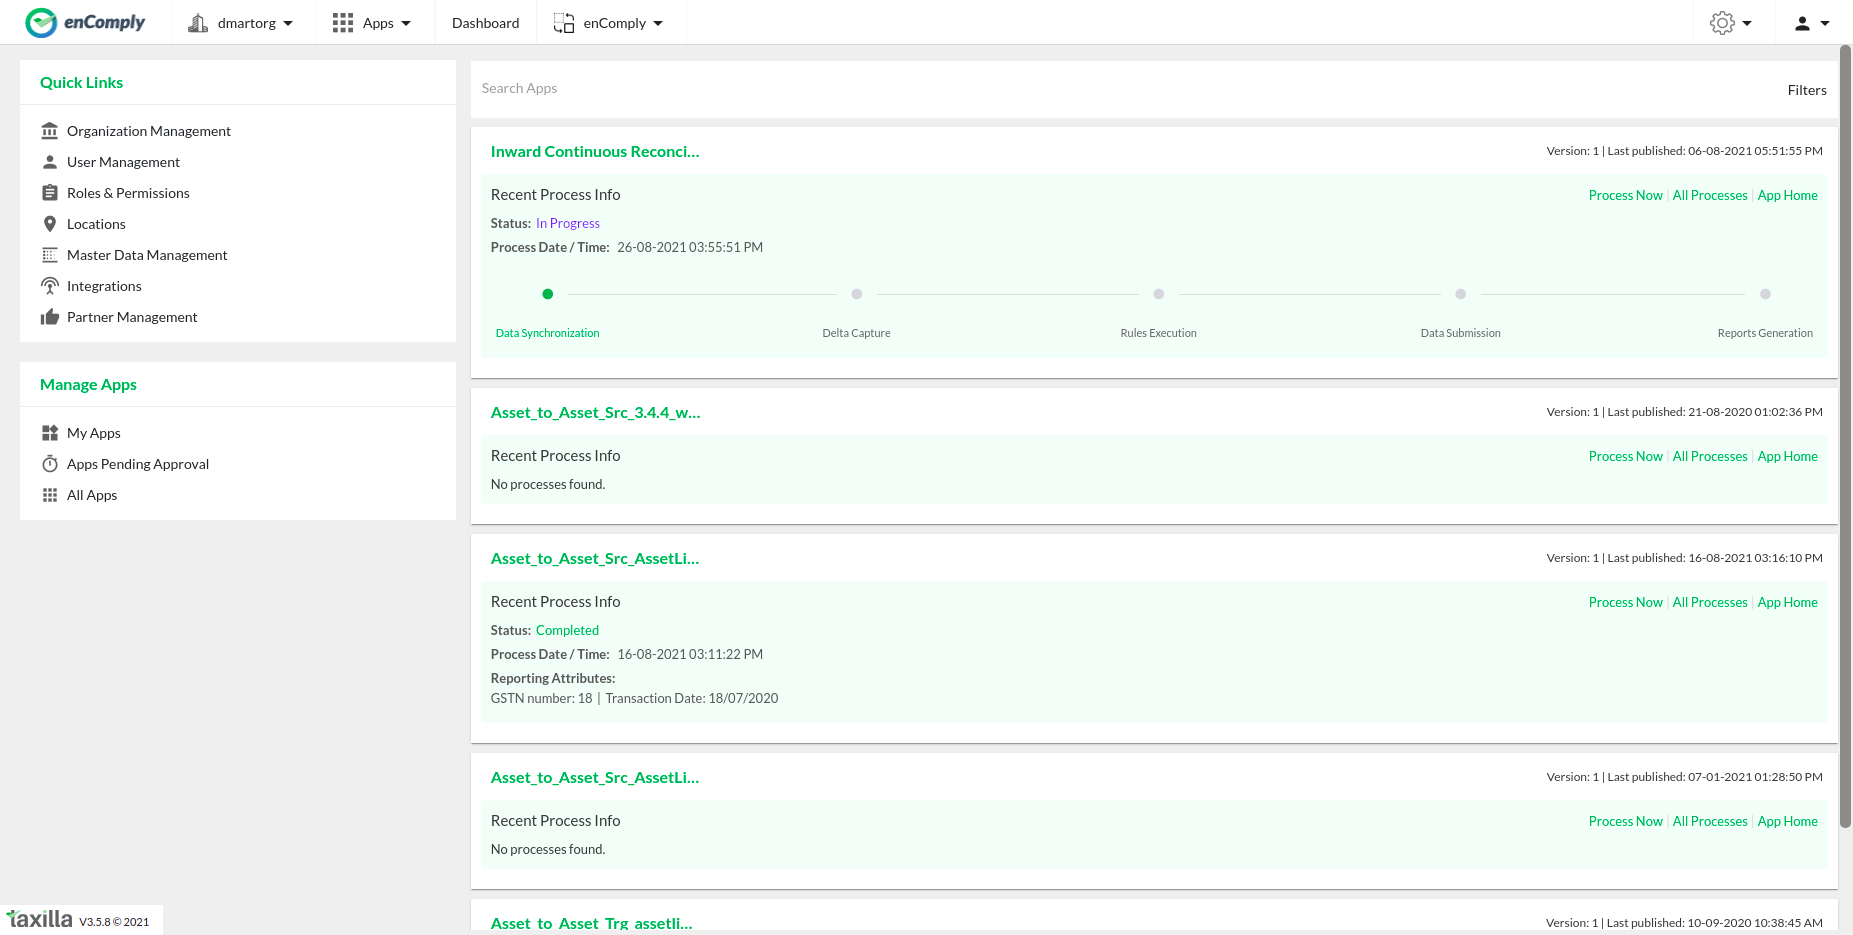 enComply
dmartorg
Apps
Dashboard
enComply
Quick Links
Organization Management
User Management
Roles & Permissions
Locations
Master Data Management
Integrations
Partner Management
Manage Apps
My Apps
Apps Pending Approval
All Apps
Search Apps
Filters
Inward Continuous Reconci...
Version: 1 | Last published: 06-08-2021 05:51:55 PM
Recent Process Info
Process Now | All Processes | App Home
Status: In Progress
Process Date / Time: 26-08-2021 03:55:51 PM
Data Synchronization
Delta Capture
Rules Execution
Data Submission
Reports Generation
Asset_to_Asset_Src_3.4.4_w...
Version: 1 | Last published: 21-08-2020 01:02:36 PM
Recent Process Info
Process Now | All Processes | App Home
No processes found.
Asset_to_Asset_Src_AssetLi...
Version: 1 | Last published: 16-08-2021 03:16:10 PM
Recent Process Info
Process Now | All Processes | App Home
Status: Completed
Process Date / Time: 16-08-2021 03:11:22 PM
Reporting Attributes:
GSTN number: 18 | Transaction Date: 18/07/2020
Asset_to_Asset_Src_AssetLi...
Version: 1 | Last published: 07-01-2021 01:28:50 PM
Recent Process Info
Process Now | All Processes | App Home
No processes found.
Asset_to_Asset_Trg_assetli...
Version: 1 | Last published: 10-09-2020 10:38:45 AM
taxilla V3.5.8 © 2021